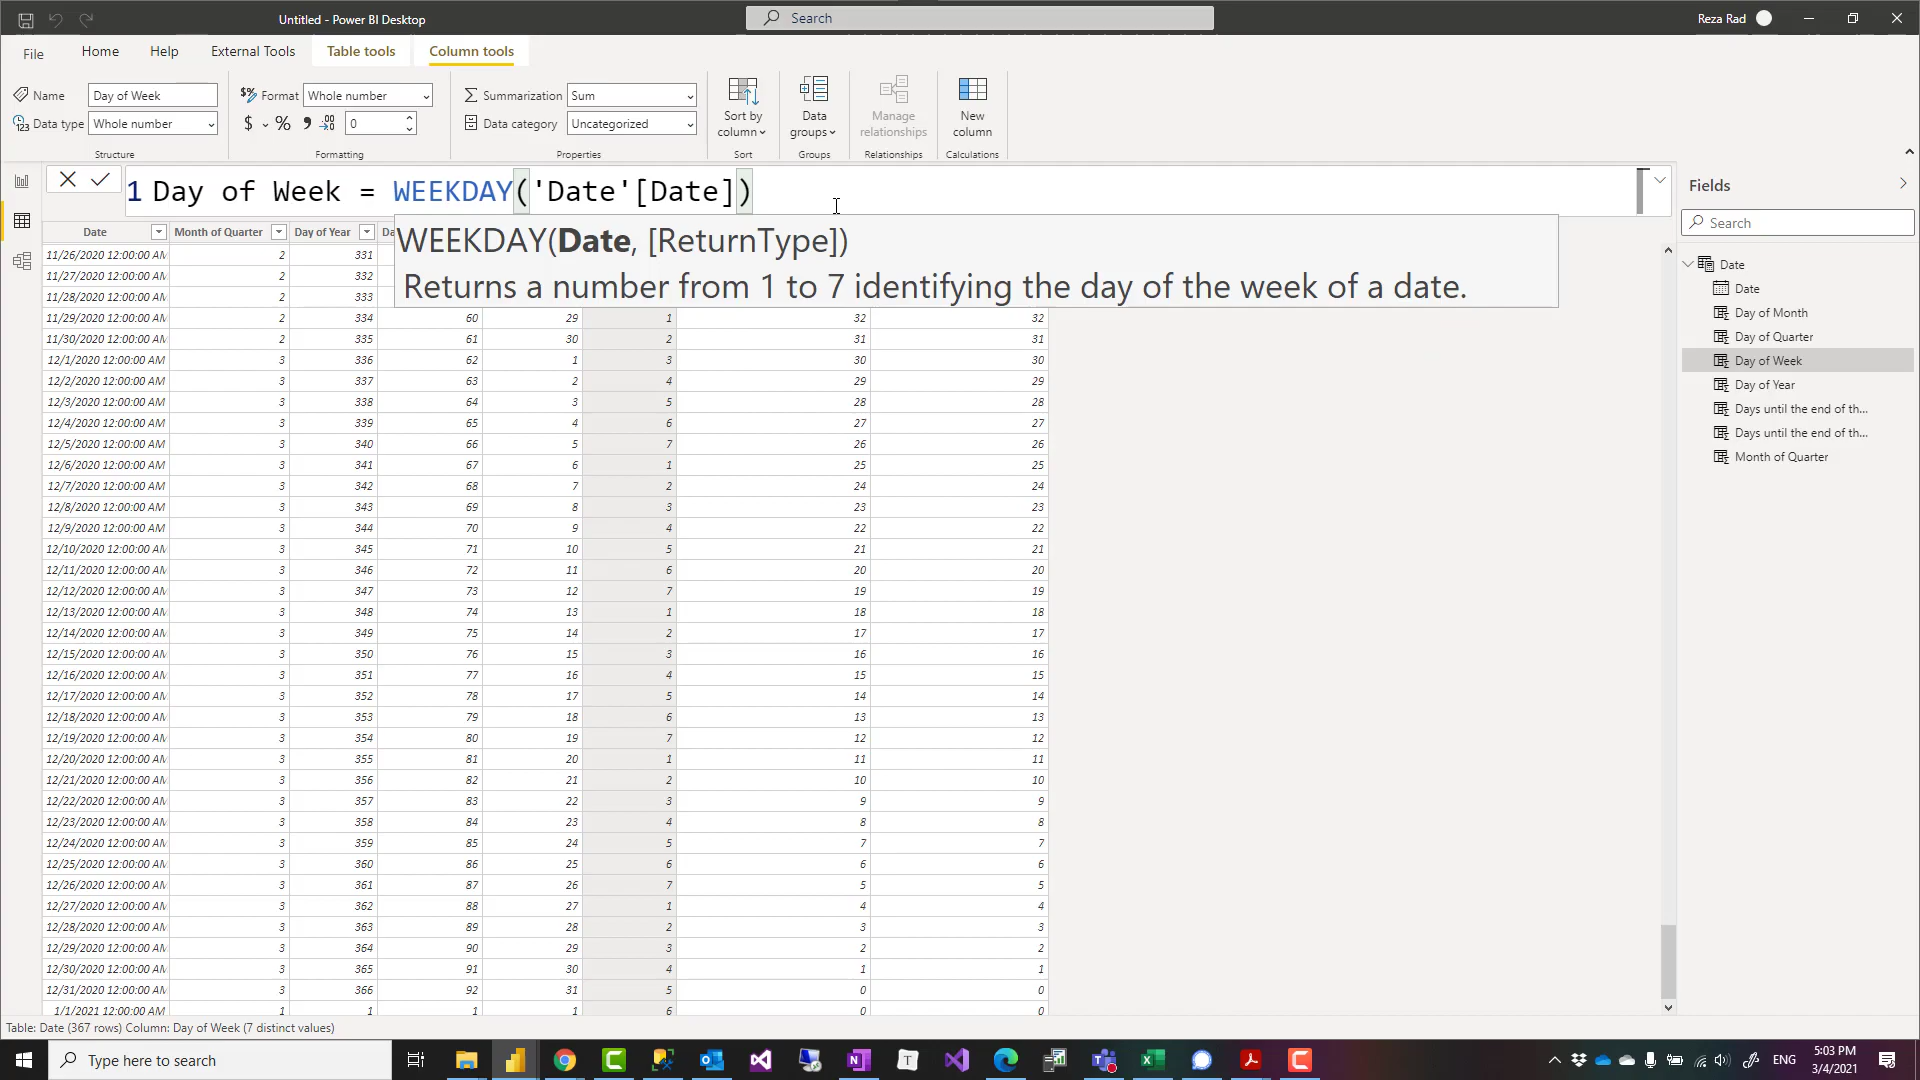 Untitled - Power BI Desktop
Search
Reza Rad
File
Home
Help
External Tools
Table tools
Column tools
Name
Day of Week
Data type
Whole number
Structure
Format
Whole number
$ % 9 .00 0
Formatting
Summarization
Sum
Data category
Uncategorized
Properties
Sort by
column
Sort
Data
groups
Groups
Manage
relationships
Relationships
New
column
Calculations
1 Day of Week = WEEKDAY('Date'[Date])
WEEKDAY(Date, [ReturnType])
Returns a number from 1 to 7 identifying the day of the week of a date.
Date Month of Quarter Day of Year Da
11/26/2020 12:00:00 AM 2 331
11/27/2020 12:00:00 AM 2 332
11/28/2020 12:00:00 AM 2 333
11/29/2020 12:00:00 AM 2 334 60 29 1 32 32
11/30/2020 12:00:00 AM 2 335 61 30 2 31 31
12/1/2020 12:00:00 AM 3 336 62 1 3 30 30
12/2/2020 12:00:00 AM 3 337 63 2 4 29 29
12/3/2020 12:00:00 AM 3 338 64 3 5 28 28
12/4/2020 12:00:00 AM 3 339 65 4 6 27 27
12/5/2020 12:00:00 AM 3 340 66 5 7 26 26
12/6/2020 12:00:00 AM 3 341 67 6 1 25 25
12/7/2020 12:00:00 AM 3 342 68 7 2 24 24
12/8/2020 12:00:00 AM 3 343 69 8 3 23 23
12/9/2020 12:00:00 AM 3 344 70 9 4 22 22
12/10/2020 12:00:00 AM 3 345 71 10 5 21 21
12/11/2020 12:00:00 AM 3 346 72 11 6 20 20
12/12/2020 12:00:00 AM 3 347 73 12 7 19 19
12/13/2020 12:00:00 AM 3 348 74 13 1 18 18
12/14/2020 12:00:00 AM 3 349 75 14 2 17 17
12/15/2020 12:00:00 AM 3 350 76 15 3 16 16
12/16/2020 12:00:00 AM 3 351 77 16 4 15 15
12/17/2020 12:00:00 AM 3 352 78 17 5 14 14
12/18/2020 12:00:00 AM 3 353 79 18 6 13 13
12/19/2020 12:00:00 AM 3 354 80 19 7 12 12
12/20/2020 12:00:00 AM 3 355 81 20 1 11 11
12/21/2020 12:00:00 AM 3 356 82 21 2 10 10
12/22/2020 12:00:00 AM 3 357 83 22 3 9 9
12/23/2020 12:00:00 AM 3 358 84 23 4 8 8
12/24/2020 12:00:00 AM 3 359 85 24 5 7 7
12/25/2020 12:00:00 AM 3 360 86 25 6 6 6
12/26/2020 12:00:00 AM 3 361 87 26 7 5 5
12/27/2020 12:00:00 AM 3 362 88 27 1 4 4
12/28/2020 12:00:00 AM 3 363 89 28 2 3 3
12/29/2020 12:00:00 AM 3 364 90 29 3 2 2
12/30/2020 12:00:00 AM 3 365 91 30 4 1 1
12/31/2020 12:00:00 AM 3 366 92 31 5 0 0
1/1/2021 12:00:00 AM 1 1 1 1 6 0 0
Table: Date (367 rows) Column: Day of Week (7 distinct values)
Fields
Search
Date
Date
Day of Month
Day of Quarter
Day of Week
Day of Year
Days until the end of th...
Days until the end of th...
Month of Quarter
Type here to search
ENG
5:03 PM
3/4/2021